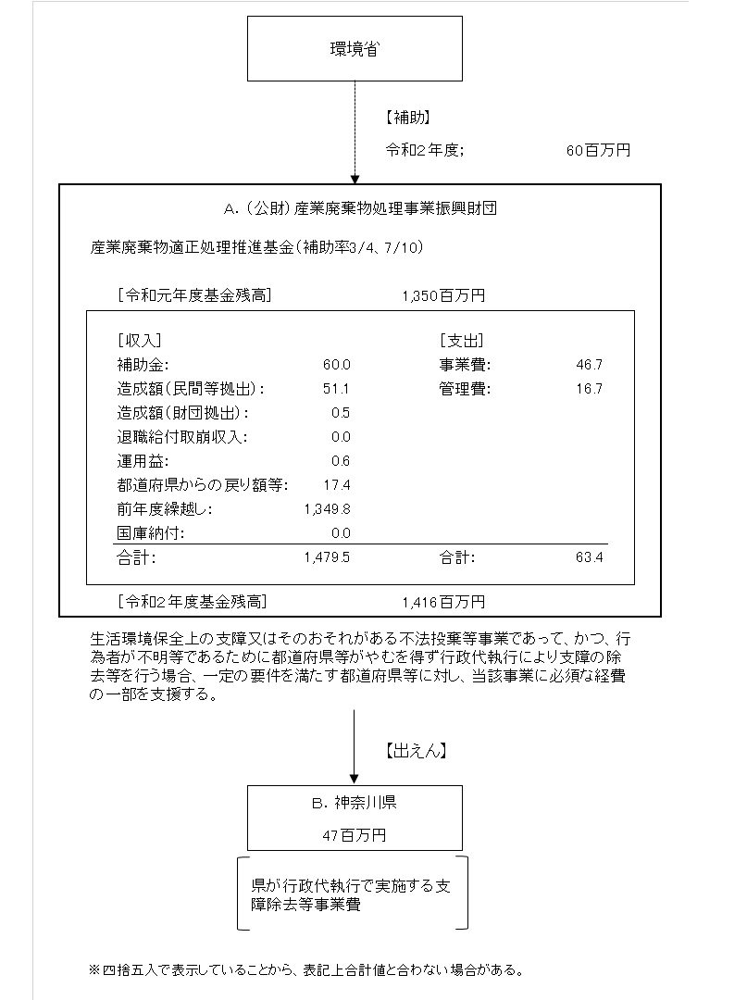 環境省
【補助】
令和2年度; 60百万円
A.（公財）産業廃棄物処理事業振興財団
産業廃棄物適正処理推進基金（補助率3/4、7/10）
［令和元年度基金残高］ 1,350百万円
［収入］ ［支出］
補助金： 60.0 事業費： 46.7
造成額（民間等拠出）： 51.1 管理費： 16.7
造成額（財団拠出）： 0.5
退職給付取崩収入： 0.0
運用益： 0.6
都道府県からの戻り額等： 17.4
前年度繰越し： 1,349.8
国庫納付： 0.0
合計： 1,479.5 合計： 63.4
［令和2年度基金残高］ 1,416百万円
生活環境保全上の支障又はそのおそれがある不法投棄等事業であって、かつ、行
為者が不明等であるために都道府県等がやむを得ず行政代執行により支障の除
去等を行う場合、一定の要件を満たす都道府県等に対し、当該事業に必須な経費
の一部を支援する。
【出えん】
B．神奈川県
47百万円
県が行政代執行で実施する支
障除去等事業費
※四捨五入で表示していることから、表記上合計値と合わない場合がある。